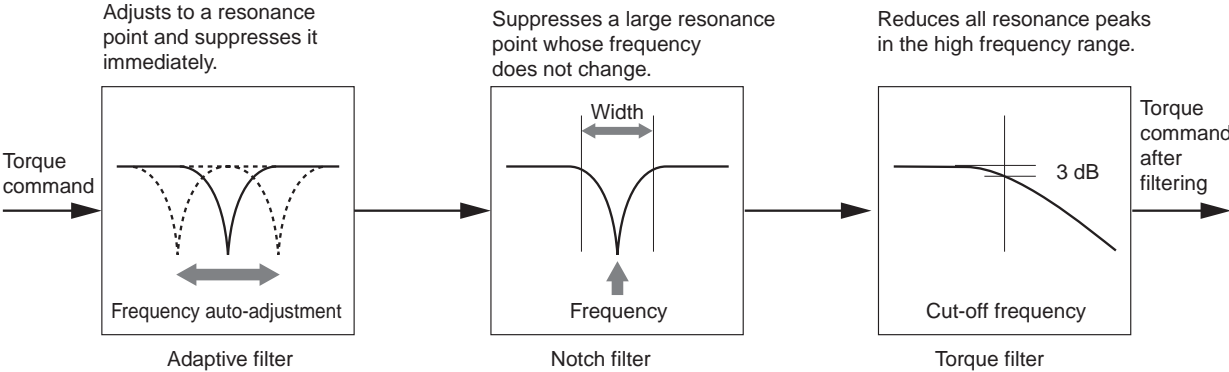 Adjusts to a resonance
point and suppresses it
immediately.
Suppresses a large resonance
point whose frequency
does not change.
Reduces all resonance peaks
in the high frequency range.
Torque
command
Frequency auto-adjustment
Adaptive filter
Width
Frequency
Notch filter
3 dB
Cut-off frequency
Torque filter
Torque
command
after
filtering